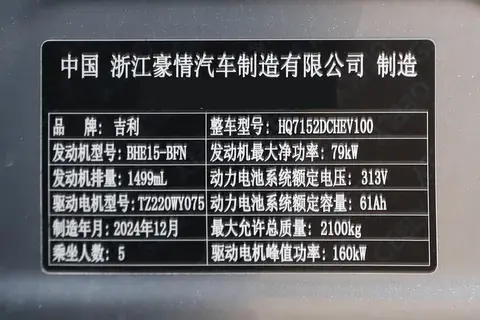 中国 浙江豪情汽车制造有限公司 制造
品 牌:吉利 整车型号:HQ7152DCHEV100
发动机型号:BHE15-BFN 发动机最大净功率:79kW
发动机排量:1499mL 动力电池系统额定电压:313V
驱动电机型号:TZ220WY075 动力电池系统额定容量:61Ah
制造年月:2024年12月 最大允许总质量:2100kg
乘坐人数:5 驱动电机峰值功率:160kW